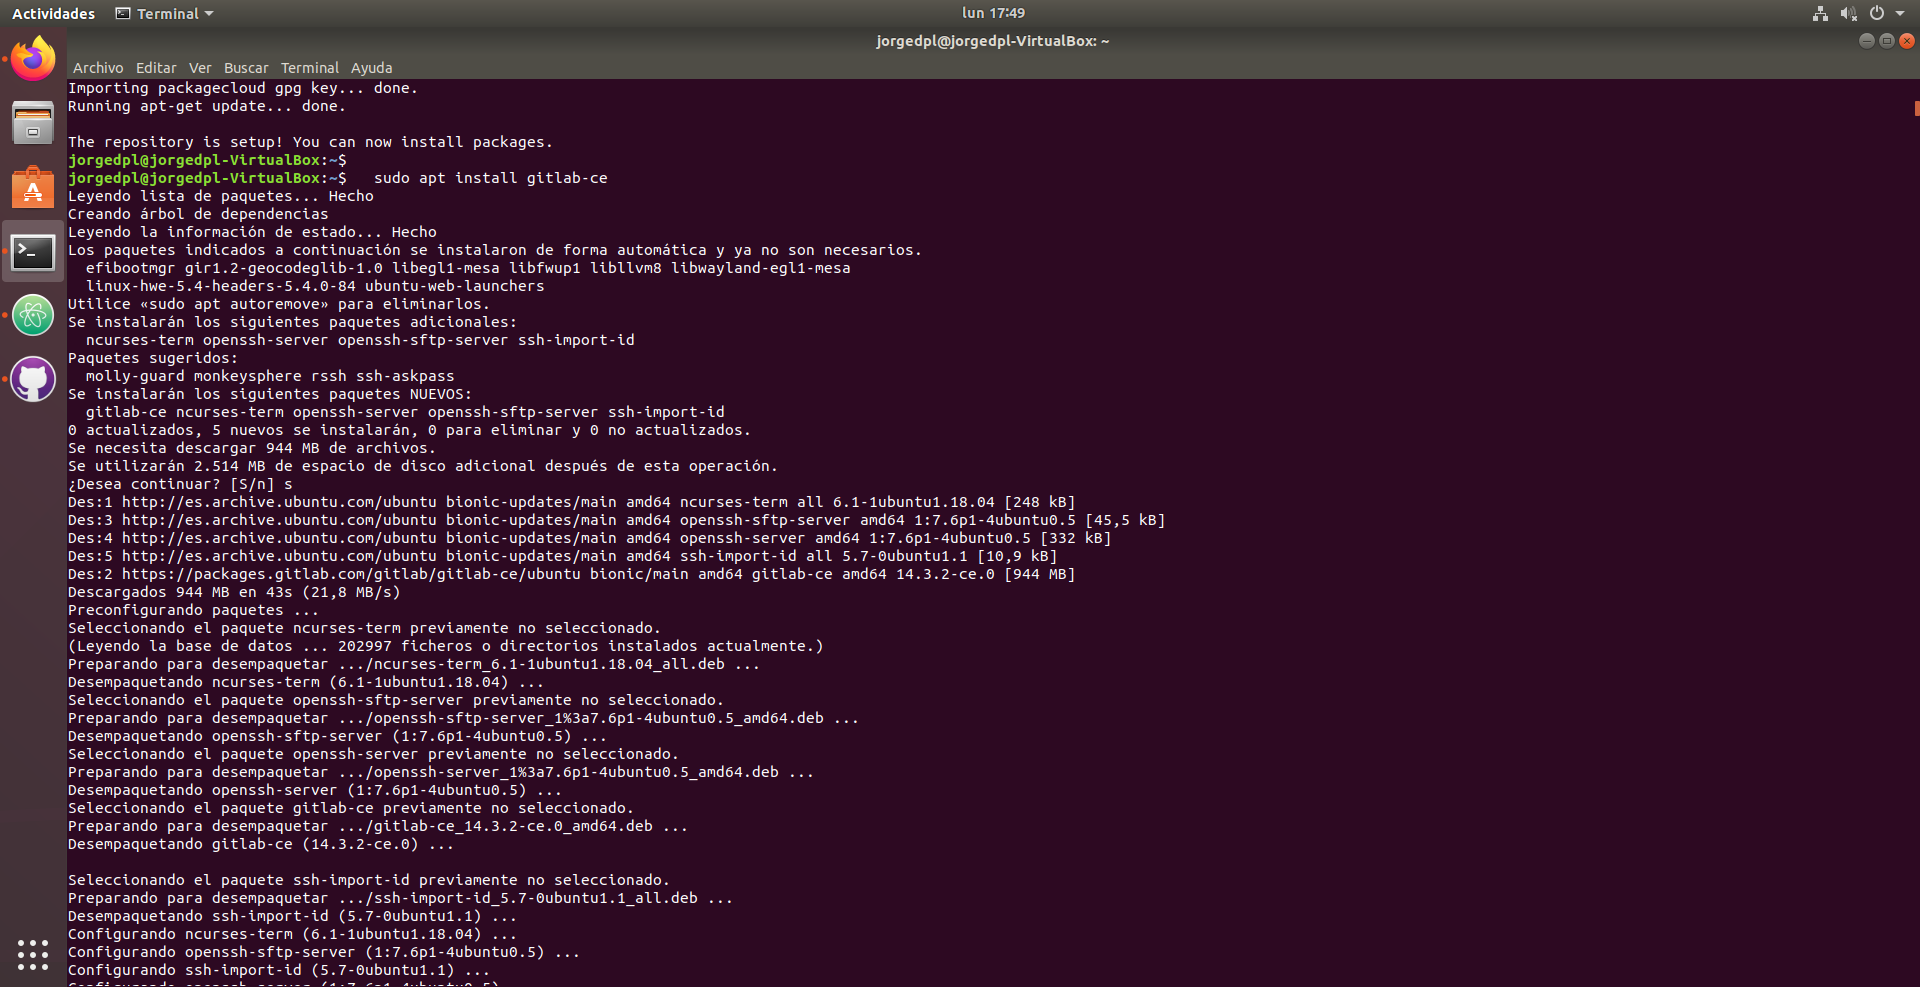 Actividades Terminal lun 17:49
jorgedpl@jorgedpl-VirtualBox: ~
Archivo Editar Ver Buscar Terminal Ayuda
Importing packagecloud gpg key... done.
Running apt-get update... done.
The repository is setup! You can now install packages.
jorgedpl@jorgedpl-VirtualBox:~$
jorgedpl@jorgedpl-VirtualBox:~$   sudo apt install gitlab-ce
Leyendo lista de paquetes... Hecho
Creando árbol de dependencias
Leyendo la información de estado... Hecho
Los paquetes indicados a continuación se instalaron de forma automática y ya no son necesarios.
  efibootmgr gir1.2-geocodeglib-1.0 libegl1-mesa libfwup1 libllvm8 libwayland-egl1-mesa
  linux-hwe-5.4-headers-5.4.0-84 ubuntu-web-launchers
Utilice «sudo apt autoremove» para eliminarlos.
Se instalarán los siguientes paquetes adicionales:
  ncurses-term openssh-server openssh-sftp-server ssh-import-id
Paquetes sugeridos:
  molly-guard monkeysphere rssh ssh-askpass
Se instalarán los siguientes paquetes NUEVOS:
  gitlab-ce ncurses-term openssh-server openssh-sftp-server ssh-import-id
0 actualizados, 5 nuevos se instalarán, 0 para eliminar y 0 no actualizados.
Se necesita descargar 944 MB de archivos.
Se utilizarán 2.514 MB de espacio de disco adicional después de esta operación.
¿Desea continuar? [S/n] s
Des:1 http://es.archive.ubuntu.com/ubuntu bionic-updates/main amd64 ncurses-term all 6.1-1ubuntu1.18.04 [248 kB]
Des:3 http://es.archive.ubuntu.com/ubuntu bionic-updates/main amd64 openssh-sftp-server amd64 1:7.6p1-4ubuntu0.5 [45,5 kB]
Des:4 http://es.archive.ubuntu.com/ubuntu bionic-updates/main amd64 openssh-server amd64 1:7.6p1-4ubuntu0.5 [332 kB]
Des:5 http://es.archive.ubuntu.com/ubuntu bionic-updates/main amd64 ssh-import-id all 5.7-0ubuntu1.1 [10,9 kB]
Des:2 https://packages.gitlab.com/gitlab/gitlab-ce/ubuntu bionic/main amd64 gitlab-ce amd64 14.3.2-ce.0 [944 MB]
Descargados 944 MB en 43s (21,8 MB/s)
Preconfigurando paquetes ...
Seleccionando el paquete ncurses-term previamente no seleccionado.
(Leyendo la base de datos ... 202997 ficheros o directorios instalados actualmente.)
Preparando para desempaquetar .../ncurses-term_6.1-1ubuntu1.18.04_all.deb ...
Desempaquetando ncurses-term (6.1-1ubuntu1.18.04) ...
Seleccionando el paquete openssh-sftp-server previamente no seleccionado.
Preparando para desempaquetar .../openssh-sftp-server_1%3a7.6p1-4ubuntu0.5_amd64.deb ...
Desempaquetando openssh-sftp-server (1:7.6p1-4ubuntu0.5) ...
Seleccionando el paquete openssh-server previamente no seleccionado.
Preparando para desempaquetar .../openssh-server_1%3a7.6p1-4ubuntu0.5_amd64.deb ...
Desempaquetando openssh-server (1:7.6p1-4ubuntu0.5) ...
Seleccionando el paquete gitlab-ce previamente no seleccionado.
Preparando para desempaquetar .../gitlab-ce_14.3.2-ce.0_amd64.deb ...
Desempaquetando gitlab-ce (14.3.2-ce.0) ...
Seleccionando el paquete ssh-import-id previamente no seleccionado.
Preparando para desempaquetar .../ssh-import-id_5.7-0ubuntu1.1_all.deb ...
Desempaquetando ssh-import-id (5.7-0ubuntu1.1) ...
Configurando ncurses-term (6.1-1ubuntu1.18.04) ...
Configurando openssh-sftp-server (1:7.6p1-4ubuntu0.5) ...
Configurando ssh-import-id (5.7-0ubuntu1.1) ...